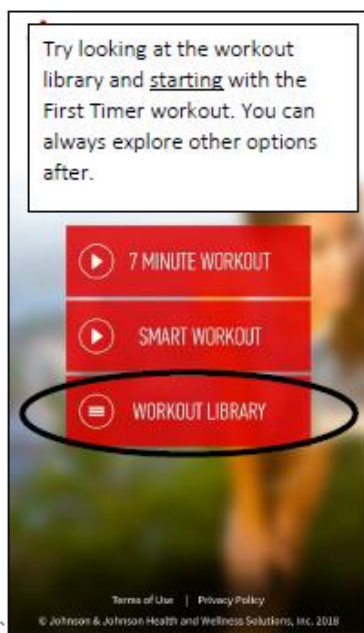 Try looking at the workout
library and starting with the
First Timer workout. You can
always explore other options
after.
7 MINUTE WORKOUT
SMART WORKOUT
WORKOUT LIBRARY
Terms of Use | Privacy Policy
© Johnson & Johnson Health and Wellness Solutions, Inc. 2018